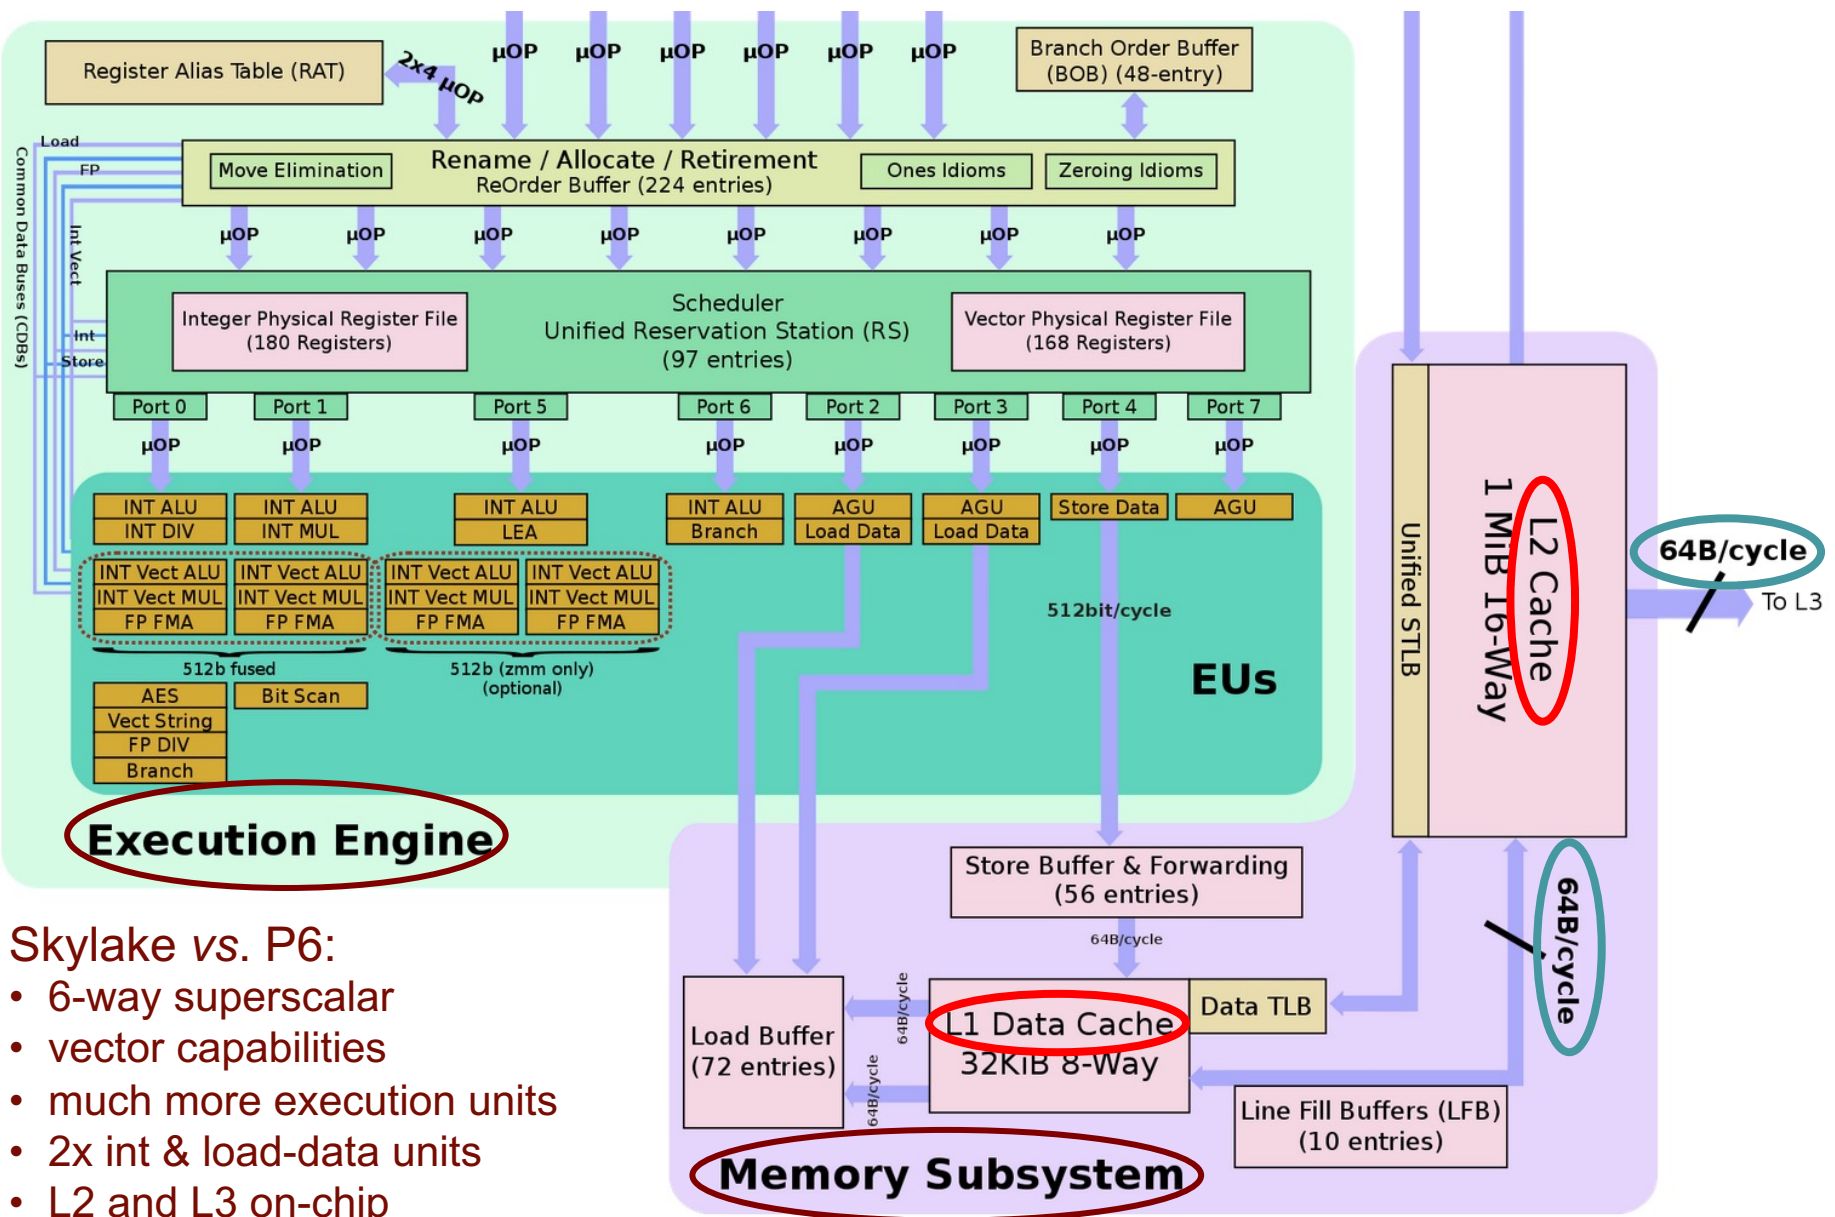 Register Alias Table (RAT)
2x4 µOP
µOP
µOP
µOP
µOP
µOP
µOP
Branch Order Buffer
(BOB) (48-entry)
Common Data Buses (CDBs)
Load
FP
Int Vect
Int
Store
Move Elimination
Rename / Allocate / Retirement
ReOrder Buffer (224 entries)
Ones Idioms
Zeroing Idioms
µOP
µOP
µOP
µOP
µOP
µOP
µOP
µOP
Integer Physical Register File
(180 Registers)
Scheduler
Unified Reservation Station (RS)
(97 entries)
Vector Physical Register File
(168 Registers)
Port 0
Port 1
Port 5
Port 6
Port 2
Port 3
Port 4
Port 7
µOP
µOP
µOP
µOP
µOP
µOP
µOP
µOP
INT ALU
INT DIV
INT ALU
INT MUL
INT ALU
LEA
INT ALU
Branch
AGU
Load Data
AGU
Load Data
Store Data
AGU
INT Vect ALU
INT Vect MUL
FP FMA
INT Vect ALU
INT Vect MUL
FP FMA
INT Vect ALU
INT Vect MUL
FP FMA
INT Vect ALU
INT Vect MUL
FP FMA
512b fused
512b (zmm only)
(optional)
AES
Vect String
FP DIV
Branch
Bit Scan
512bit/cycle
EUs
Execution Engine
Unified STLB
L2 Cache
1 MiB 16-Way
64B/cycle
To L3
64B/cycle
Store Buffer & Forwarding
(56 entries)
64B/cycle
Load Buffer
(72 entries)
64B/cycle
64B/cycle
L1 Data Cache
32KiB 8-Way
Data TLB
Line Fill Buffers (LFB)
(10 entries)
Memory Subsystem
Skylake vs. P6:
• 6-way superscalar
• vector capabilities
• much more execution units
• 2x int & load-data units
• L2 and L3 on-chip